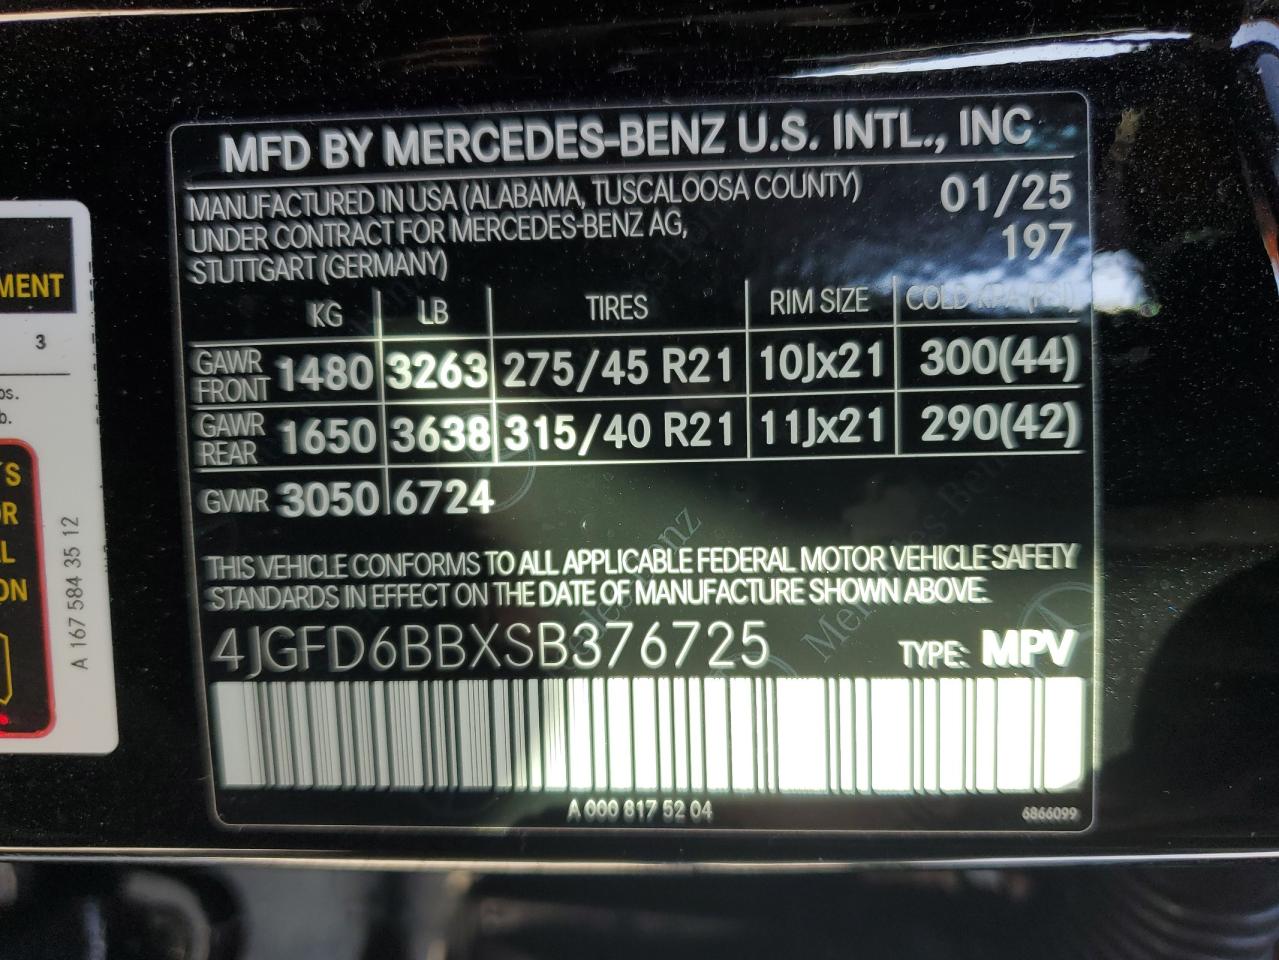 MFD BY MERCEDES-BENZ U.S. INTL., INC
MANUFACTURED IN USA (ALABAMA, TUSCALOOSA COUNTY) 01/25
UNDER CONTRACT FOR MERCEDES-BENZ AG, 197
STUTTGART (GERMANY)
KG LB TIRES RIM SIZE COLD KPA (PSI)
GAWR FRONT 1480 3263 275/45 R21 10Jx21 300(44)
GAWR REAR 1650 3638 315/40 R21 11Jx21 290(42)
GVWR 3050 6724
THIS VEHICLE CONFORMS TO ALL APPLICABLE FEDERAL MOTOR VEHICLE SAFETY
STANDARDS IN EFFECT ON THE DATE OF MANUFACTURE SHOWN ABOVE.
4JGFD6BBXSB376725 TYPE: MPV
A 000 817 52 04 6866099
MENT
3
A 167 584 35 12